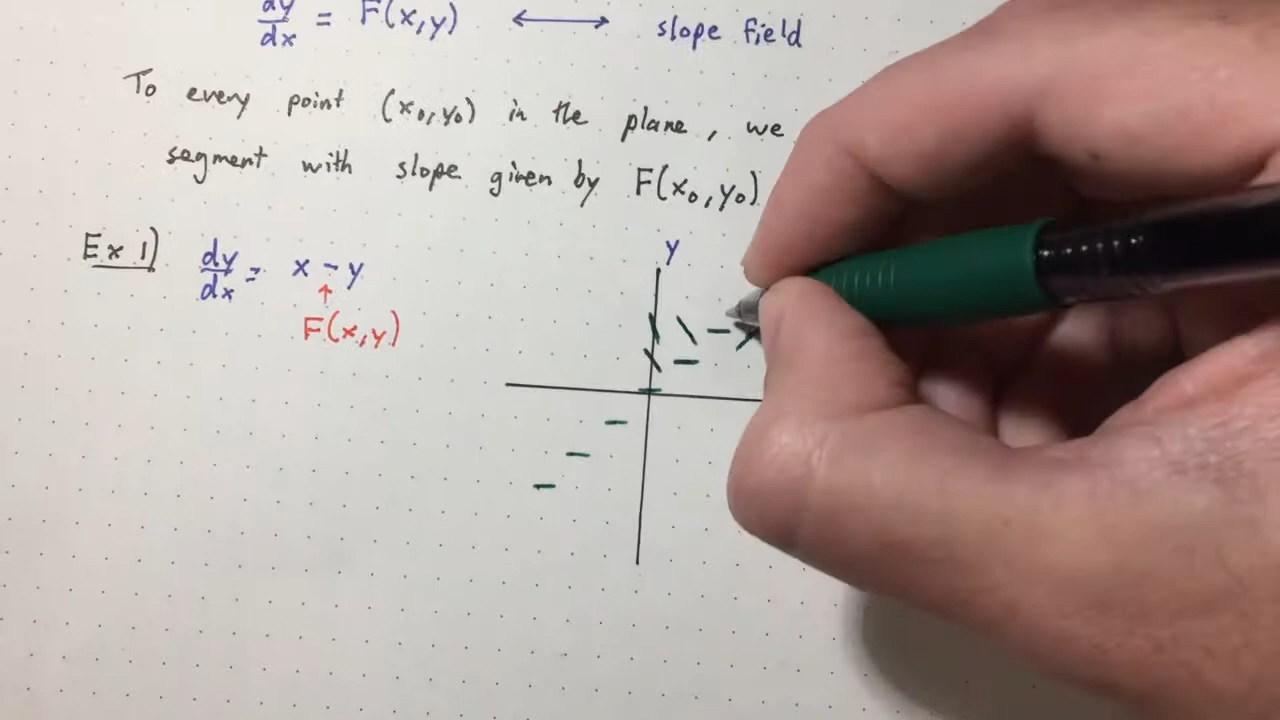 dy/dx = F(x,y) ⟷ slope field
To every point (x₀,y₀) in the plane, we
segment with slope given by F(x₀,y₀)
Ex 1) dy/dx = x - y
↑
F(x,y)
y